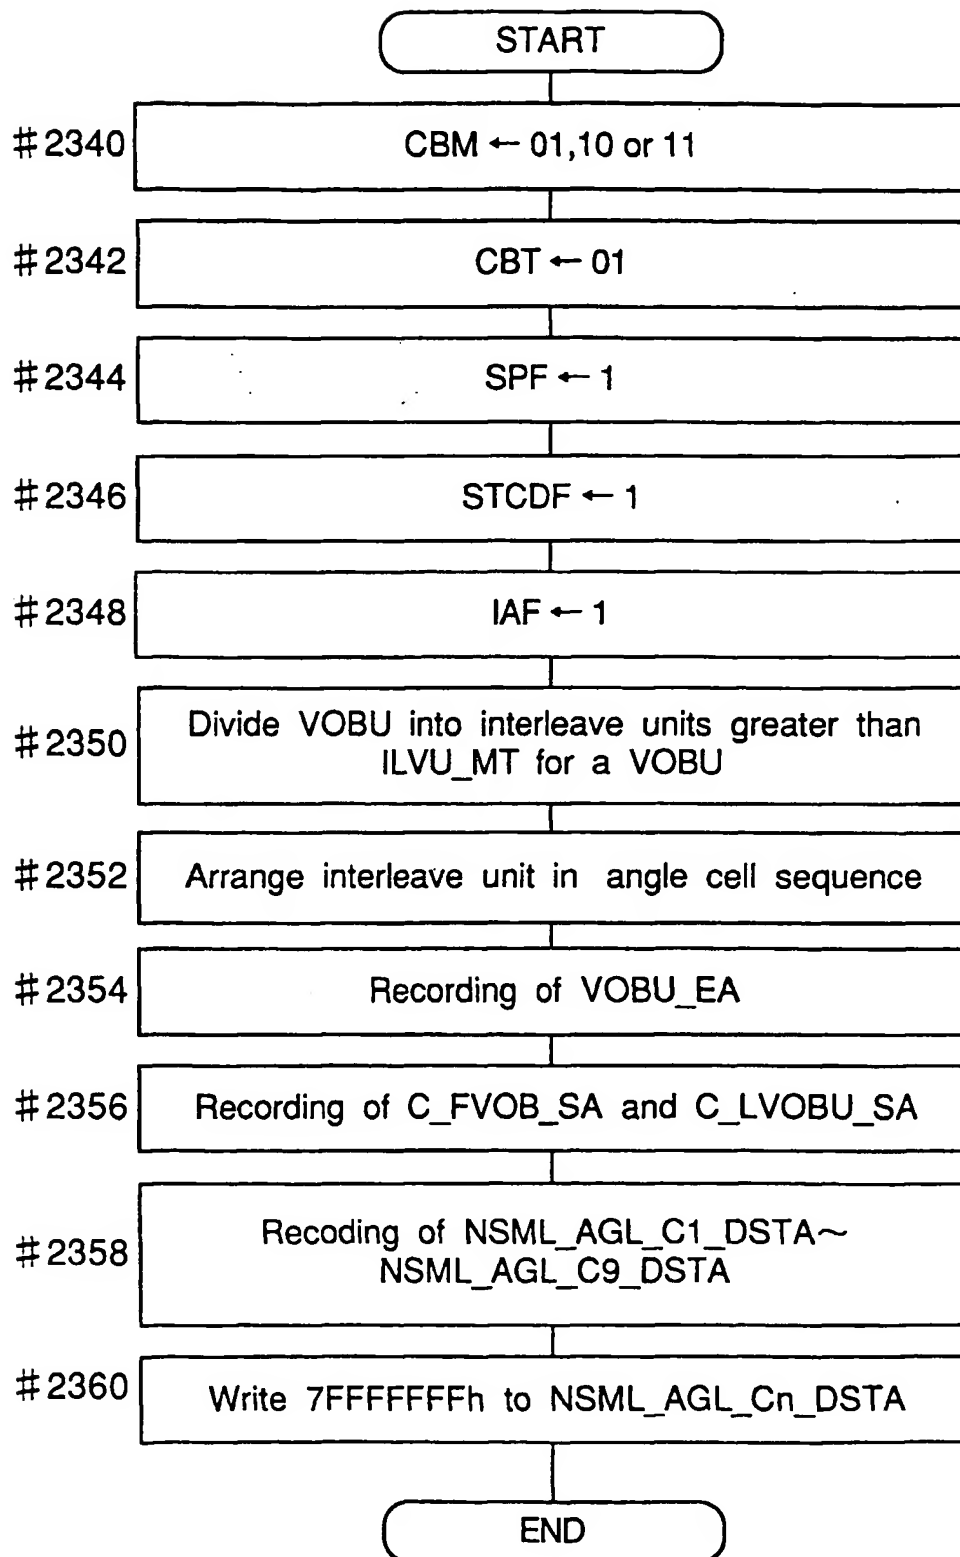 START
#2340 CBM ← 01,10 or 11
#2342 CBT ← 01
#2344 SPF ← 1
#2346 STCDF ← 1
#2348 IAF ← 1
#2350 Divide VOBU into interleave units greater than
ILVU_MT for a VOBU
#2352 Arrange interleave unit in angle cell sequence
#2354 Recording of VOBU_EA
#2356 Recording of C_FVOB_SA and C_LVOBU_SA
#2358 Recoding of NSML_AGL_C1_DSTA~
NSML_AGL_C9_DSTA
#2360 Write 7FFFFFFFh to NSML_AGL_Cn_DSTA
END